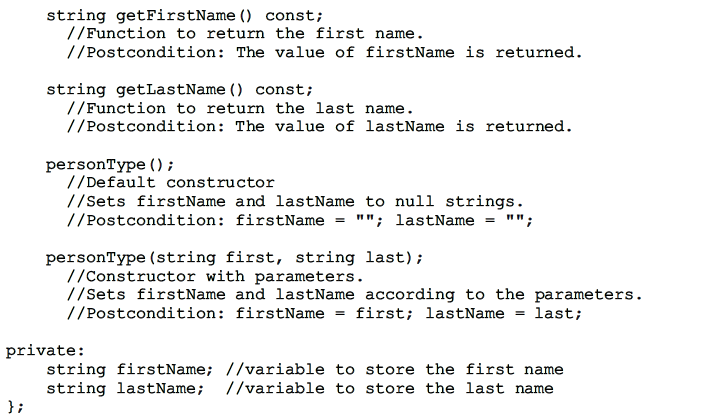 string getFirstName() const;
//Function to return the first name.
//Postcondition: The value of firstName is returned.
string getLastName() const;
//Function to return the last name.
//Postcondition: The value of lastName is returned.
personType();
//Default constructor
//Sets firstName and lastName to null strings.
//Postcondition: firstName = ""; lastName = "";
personType(string first, string last);
//Constructor with parameters.
//Sets firstName and lastName according to the parameters.
//Postcondition: firstName = first; lastName = last;
private:
string firstName; //variable to store the first name
string lastName; //variable to store the last name
};